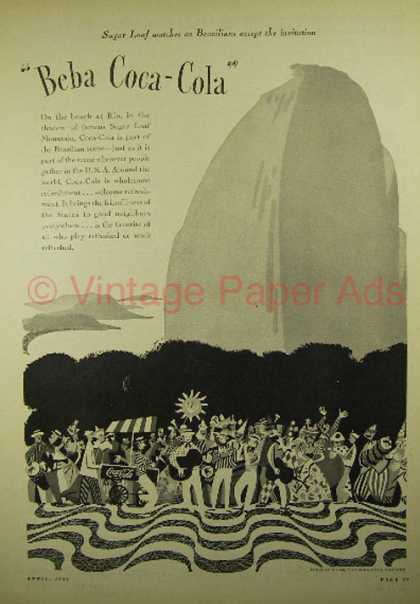 Sugar Loaf watches as Brazilians accept the invitation
"Beba Coca-Cola"
On the beach at Rio, in the
shadow of famous Sugar Loaf
Mountain, Coca-Cola is part of
the Brazilian scene—just as it is
part of the scene wherever people
gather in the U.S.A. Around the
world, Coca-Cola is wholesome
refreshment . . . welcome refresh-
ment. It brings the friendliness of
the States to good neighbors
everywhere . . . is the favorite of
all who play refreshed or work
refreshed.
© Vintage Paper Ads
Coca-Cola
APRIL,
PAGE